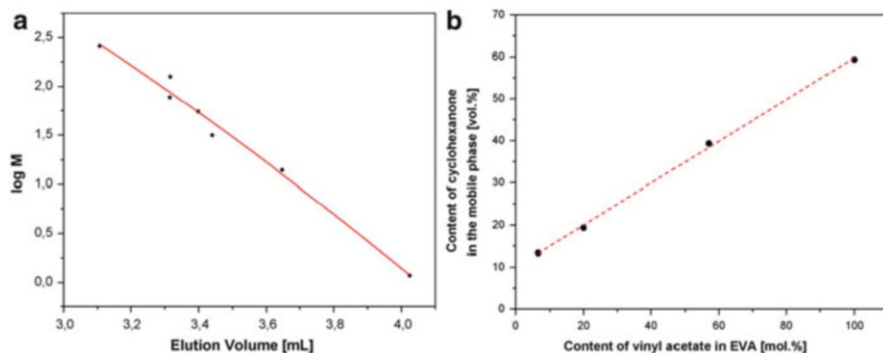 a
2,5
2,0
1,5
1,0
0,5
0,0
log M
3,0 3,2 3,4 3,6 3,8 4,0
Elution Volume [mL]
b
70
60
50
40
30
20
10
0
Content of cyclohexanone
in the mobile phase [vol.%]
0 20 40 60 80 100
Content of vinyl acetate in EVA [mol.%]